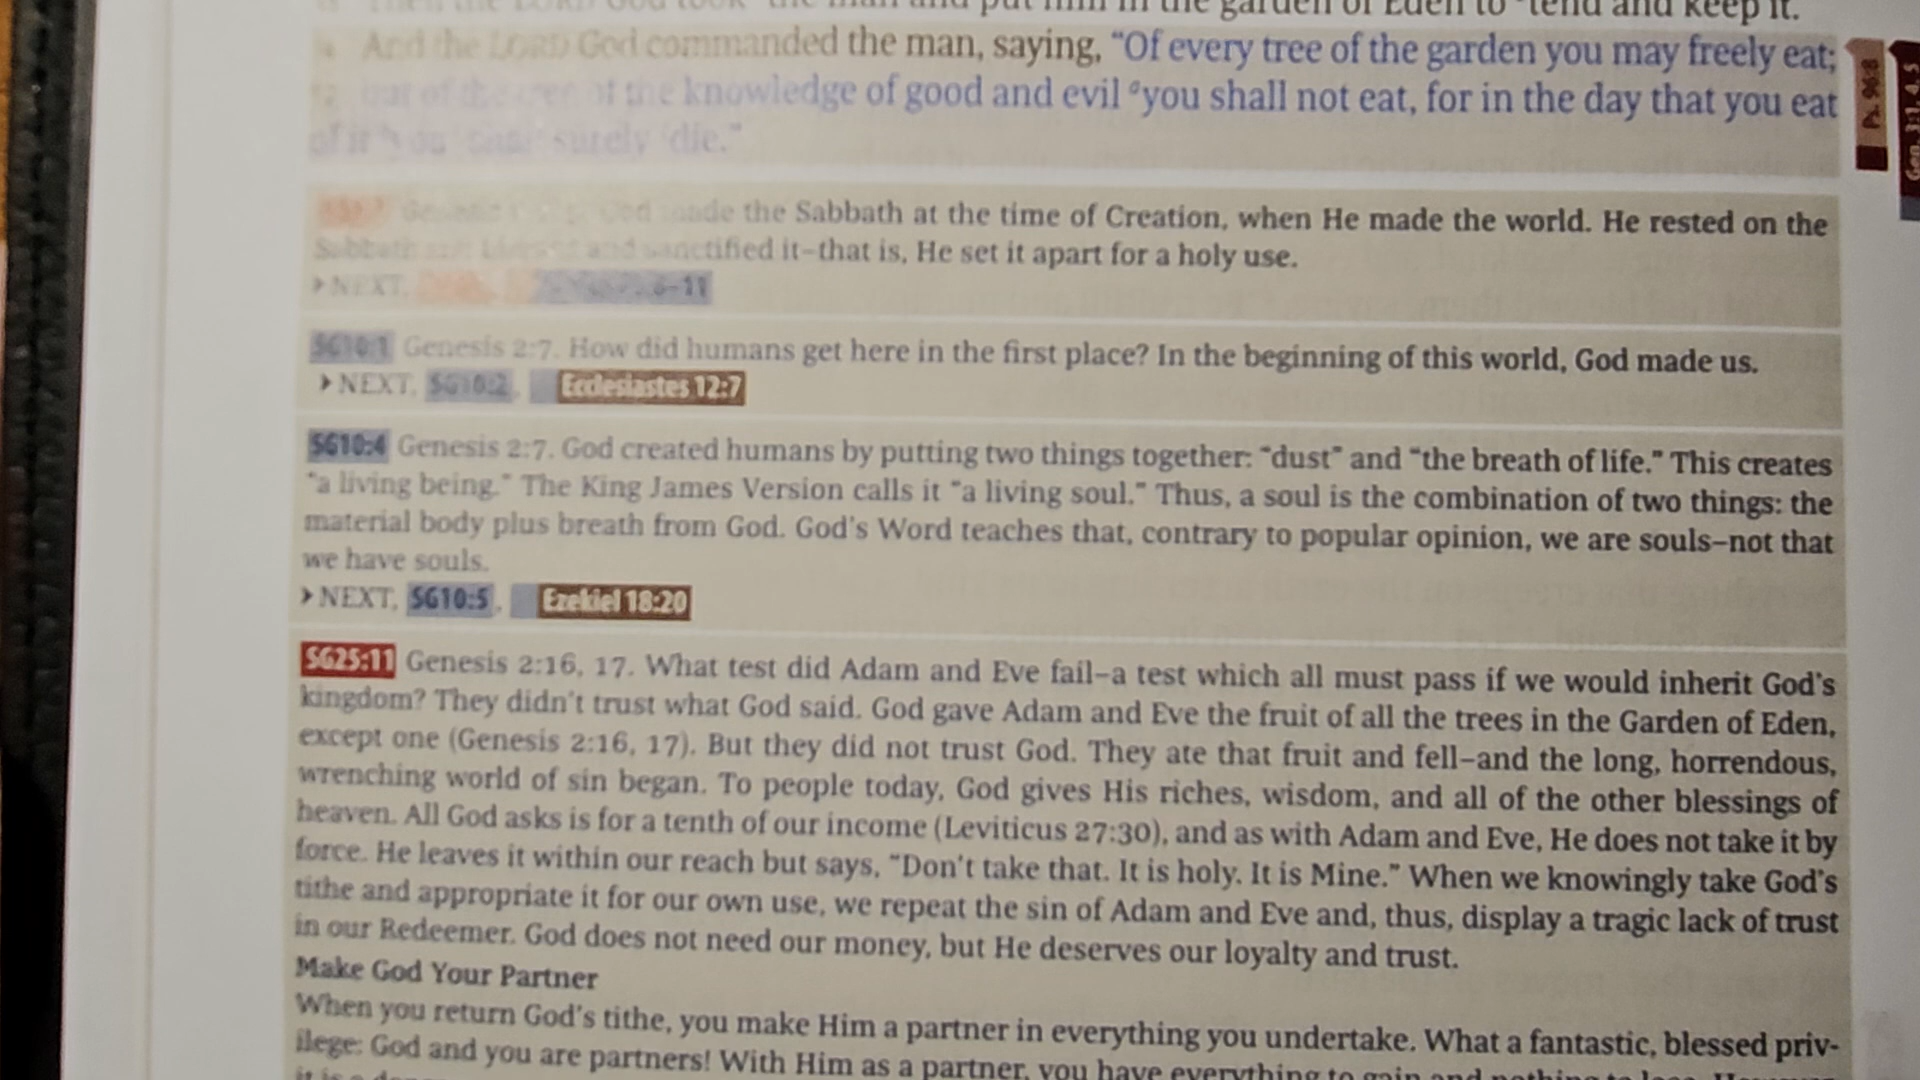 the man and put him in the garden of Eden to tend and keep it.
And the LORD God commanded the man, saying, "Of every tree of the garden you may freely eat;
of the tree of the knowledge of good and evil you shall not eat, for in the day that you eat
of it you shall surely die."
God made the Sabbath at the time of Creation, when He made the world. He rested on the
Sabbath and blessed and sanctified it–that is, He set it apart for a holy use.
NEXT,
SG10:1 Genesis 2:7. How did humans get here in the first place? In the beginning of this world, God made us.
NEXT, SG10:2, Ecclesiastes 12:7
SG10:4 Genesis 2:7. God created humans by putting two things together: "dust" and "the breath of life." This creates
"a living being." The King James Version calls it "a living soul." Thus, a soul is the combination of two things: the
material body plus breath from God. God's Word teaches that, contrary to popular opinion, we are souls–not that
we have souls.
NEXT, SG10:5, Ezekiel 18:20
SG25:11 Genesis 2:16, 17. What test did Adam and Eve fail–a test which all must pass if we would inherit God's
kingdom? They didn't trust what God said. God gave Adam and Eve the fruit of all the trees in the Garden of Eden,
except one (Genesis 2:16, 17). But they did not trust God. They ate that fruit and fell–and the long, horrendous,
wrenching world of sin began. To people today, God gives His riches, wisdom, and all of the other blessings of
heaven. All God asks is for a tenth of our income (Leviticus 27:30), and as with Adam and Eve, He does not take it by
force. He leaves it within our reach but says, "Don't take that. It is holy. It is Mine." When we knowingly take God's
tithe and appropriate it for our own use, we repeat the sin of Adam and Eve and, thus, display a tragic lack of trust
in our Redeemer. God does not need our money, but He deserves our loyalty and trust.
Make God Your Partner
When you return God's tithe, you make Him a partner in everything you undertake. What a fantastic, blessed priv-
ilege: God and you are partners! With Him as a partner, you have everything to gain and nothing to lose.
Ps. 96:8
Gen. 3:1, 4, 5